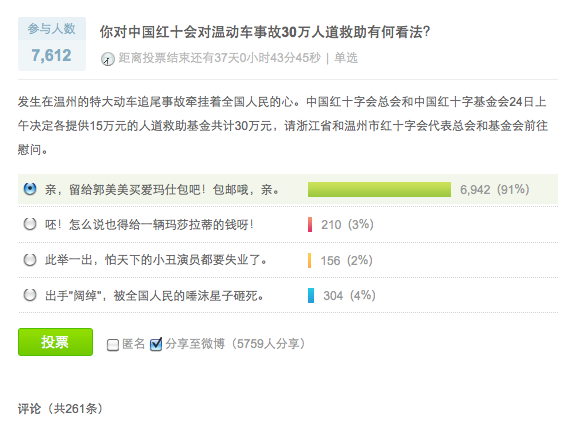 参与人数
7,612
你对中国红十会对温动车事故30万人道救助有何看法?
距离投票结束还有37天0小时43分45秒 | 单选
发生在温州的特大动车追尾事故牵挂着全国人民的心。中国红十字会总会和中国红十字基金会24日上
午决定各提供15万元的人道救助基金共计30万元，请浙江省和温州市红十字会代表总会和基金会前往
慰问。
亲，留给郭美美买爱玛仕包吧！包邮哦，亲。 6,942 (91%)
呸！怎么说也得给一辆玛莎拉蒂的钱呀！ 210 (3%)
此举一出，怕天下的小丑演员都要失业了。 156 (2%)
出手"阔绰"，被全国人民的唾沫星子砸死。 304 (4%)
投票 匿名 分享至微博（5759人分享）
评论（共261条）